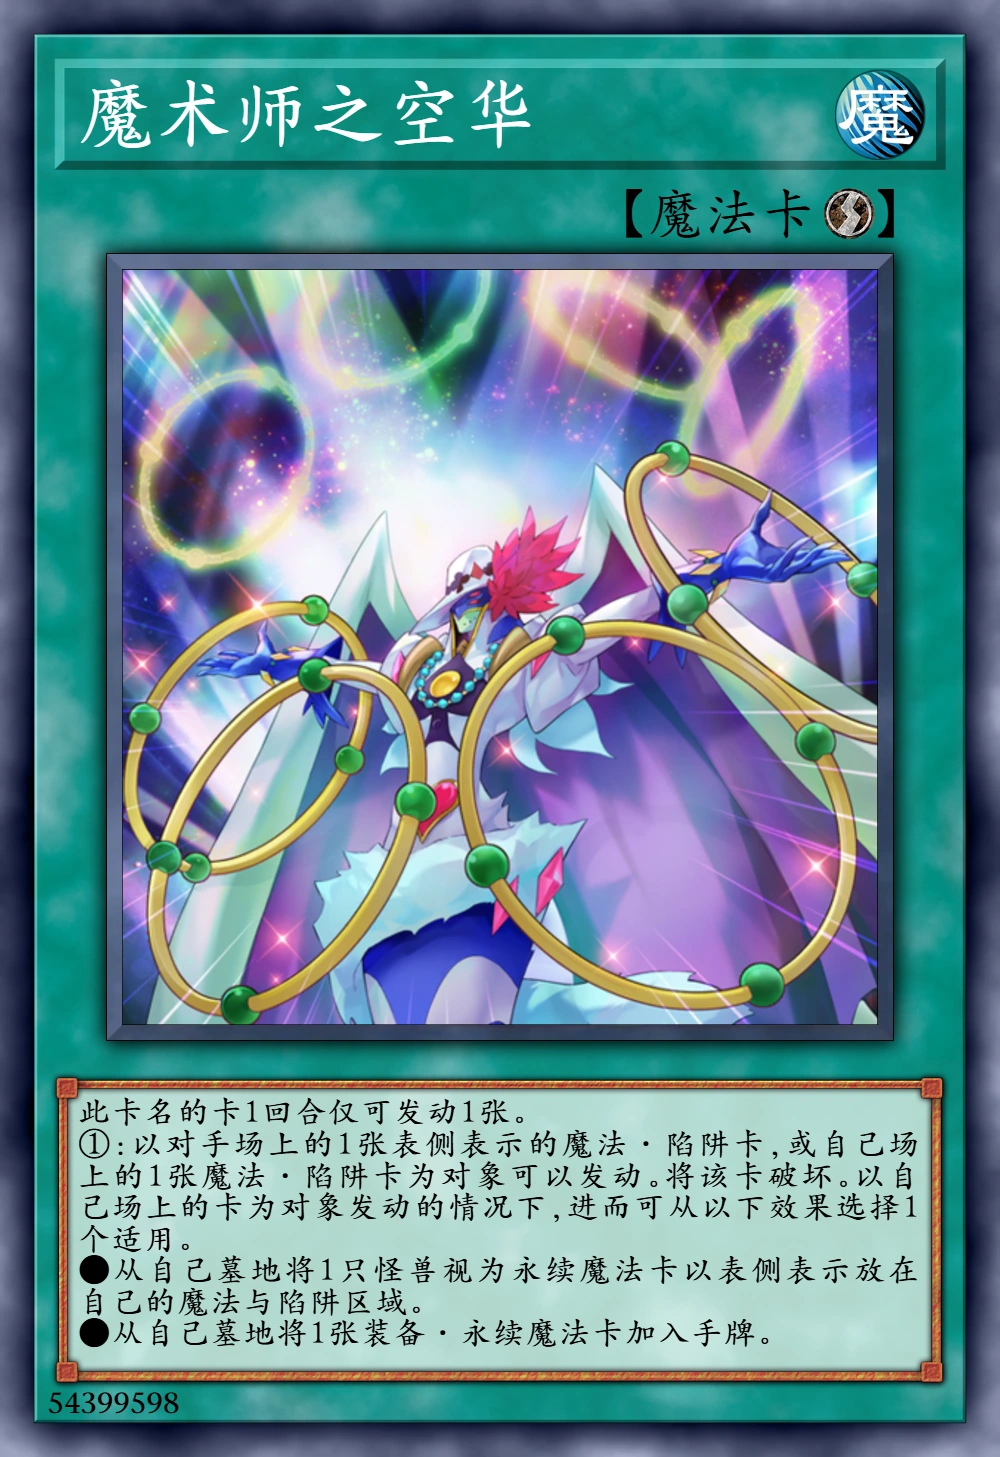 魔术师之空华
魔
【魔法卡】
此卡名的卡1回合仅可发动1张。
①:以对手场上的1张表侧表示的魔法・陷阱卡,或自己场
上的1张魔法・陷阱卡为对象可以发动。将该卡破坏。以自
己场上的卡为对象发动的情况下,进而可从以下效果选择1
个适用。
●从自己墓地将1只怪兽视为永续魔法卡以表侧表示放在
自己的魔法与陷阱区域。
●从自己墓地将1张装备・永续魔法卡加入手牌。
54399598